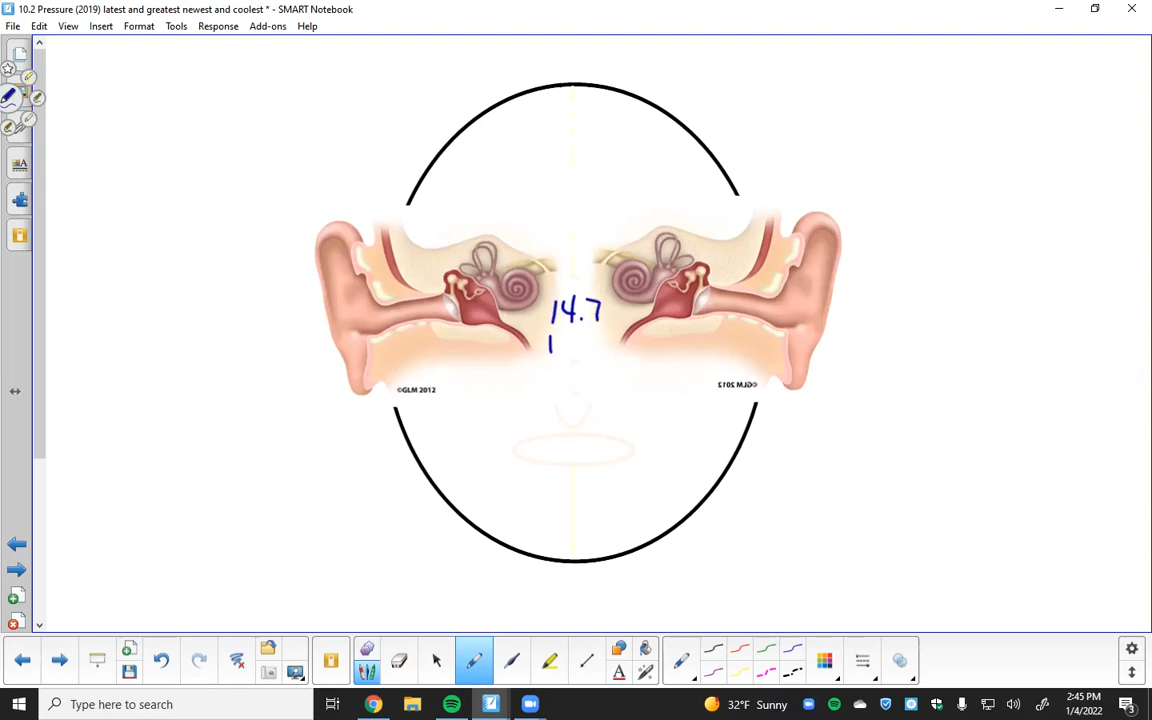 10.2 Pressure (2019) latest and greatest newest and coolest * - SMART Notebook
File Edit View Insert Format Tools Response Add-ons Help
14.7
©GLM 2012
©GLM 2012
Type here to search
32°F Sunny
2:45 PM
1/4/2022
3